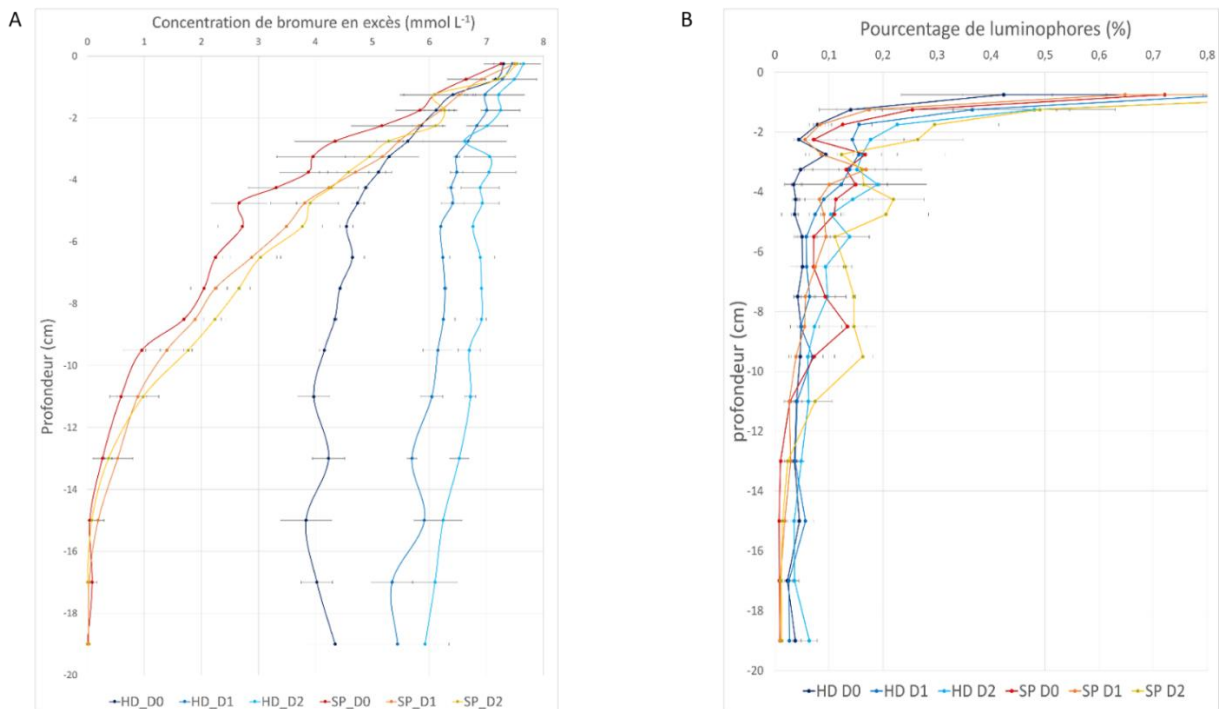 A
Concentration de bromure en excès (mmol L⁻¹)
0 1 2 3 4 5 6 7 8
0
-2
-4
-6
-8
-10
-12
-14
-16
-18
-20
Profondeur (cm)
HD_D0 HD_D1 HD_D2 SP_D0 SP_D1 SP_D2
B
Pourcentage de luminophores (%)
0 0,1 0,2 0,3 0,4 0,5 0,6 0,7 0,8
0
-2
-4
-6
-8
-10
-12
-14
-16
-18
-20
profondeur (cm)
HD D0 HD D1 HD D2 SP D0 SP D1 SP D2